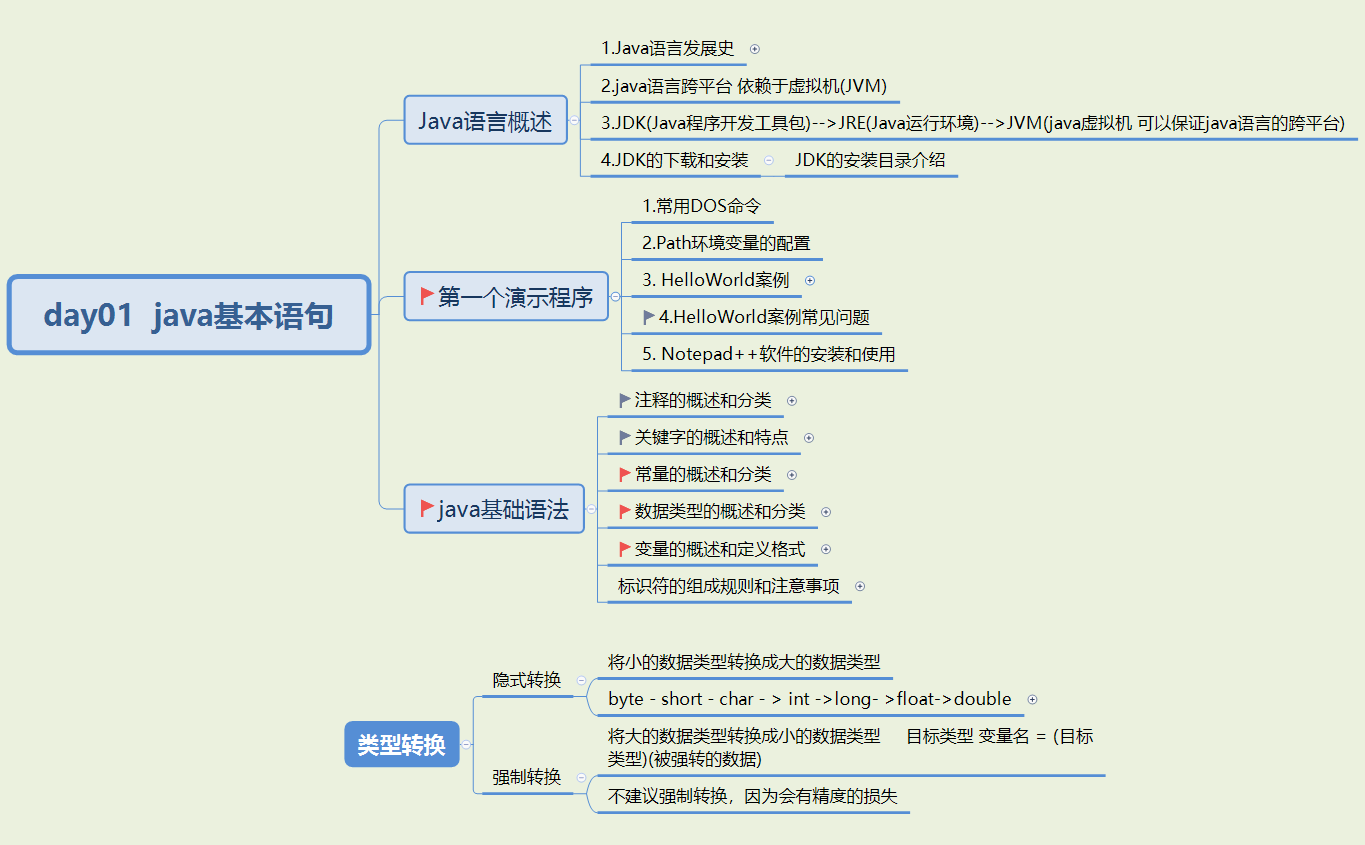 day01 java基本语句
Java语言概述
1.Java语言发展史
2.java语言跨平台 依赖于虚拟机(JVM)
3.JDK(Java程序开发工具包)-->JRE(Java运行环境)-->JVM(java虚拟机 可以保证java语言的跨平台)
4.JDK的下载和安装
JDK的安装目录介绍
第一个演示程序
1.常用DOS命令
2.Path环境变量的配置
3. HelloWorld案例
4.HelloWorld案例常见问题
5. Notepad++软件的安装和使用
java基础语法
注释的概述和分类
关键字的概述和特点
常量的概述和分类
数据类型的概述和分类
变量的概述和定义格式
标识符的组成规则和注意事项
类型转换
隐式转换
将小的数据类型转换成大的数据类型
byte - short - char - > int ->long- >float->double
强制转换
将大的数据类型转换成小的数据类型 目标类型 变量名 = (目标
类型)(被强转的数据)
不建议强制转换，因为会有精度的损失